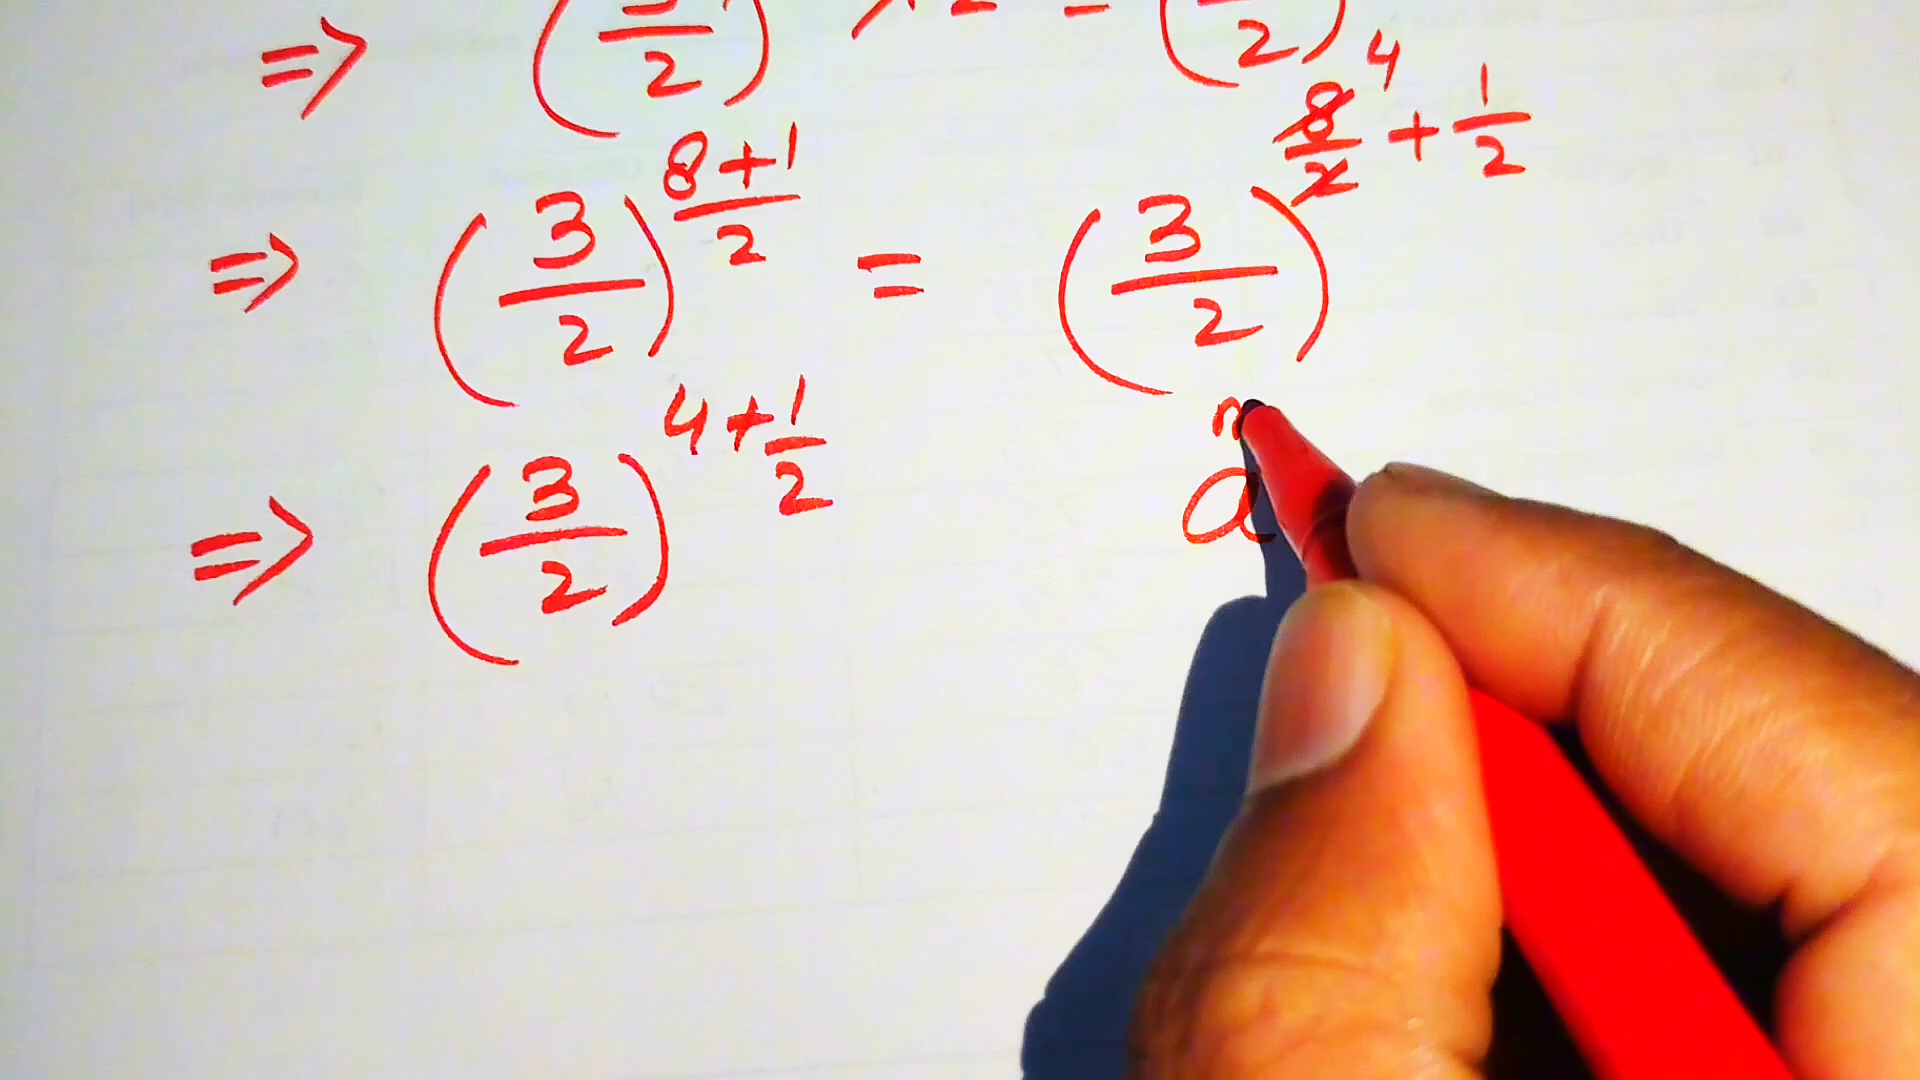 => (3/2)
=> (3/2)^((8+1)/2) = (3/2)^(8/2 4 + 1/2)
=> (3/2)^(4+1/2) a